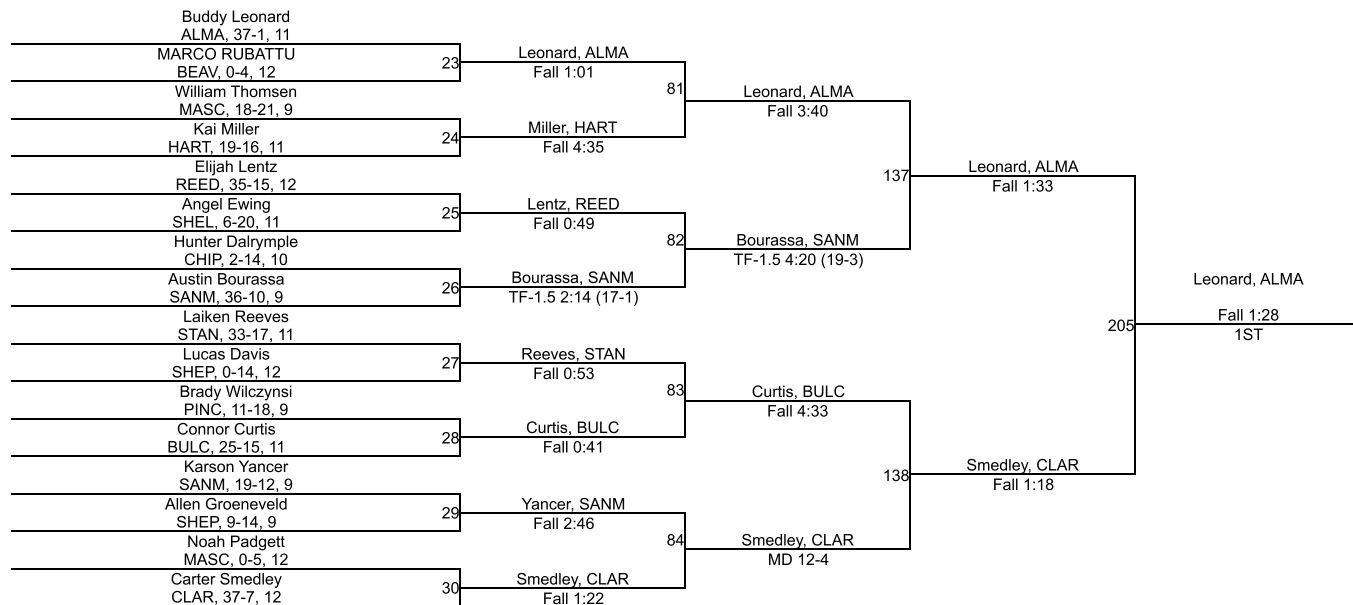 Buddy Leonard
ALMA, 37-1, 11
MARCO RUBATTU
BEAV, 0-4, 12
William Thomsen
MASC, 18-21, 9
Kai Miller
HART, 19-16, 11
Elijah Lentz
REED, 35-15, 12
Angel Ewing
SHEL, 6-20, 11
Hunter Dalrymple
CHIP, 2-14, 10
Austin Bourassa
SANM, 36-10, 9
Laiken Reeves
STAN, 33-17, 11
Lucas Davis
SHEP, 0-14, 12
Brady Wilczynsi
PINC, 11-18, 9
Connor Curtis
BULC, 25-15, 11
Karson Yancer
SANM, 19-12, 9
Allen Groeneveld
SHEP, 9-14, 9
Noah Padgett
MASC, 0-5, 12
Carter Smedley
CLAR, 37-7, 12
23
24
25
26
27
28
29
30
Leonard, ALMA
Fall 1:01
Miller, HART
Fall 4:35
Lentz, REED
Fall 0:49
Bourassa, SANM
TF-1.5 2:14 (17-1)
Reeves, STAN
Fall 0:53
Curtis, BULC
Fall 0:41
Yancer, SANM
Fall 2:46
Smedley, CLAR
Fall 1:22
81
82
83
84
Leonard, ALMA
Fall 3:40
Bourassa, SANM
TF-1.5 4:20 (19-3)
Curtis, BULC
Fall 4:33
Smedley, CLAR
MD 12-4
137
138
Leonard, ALMA
Fall 1:33
Smedley, CLAR
Fall 1:18
205
Leonard, ALMA
Fall 1:28
1ST